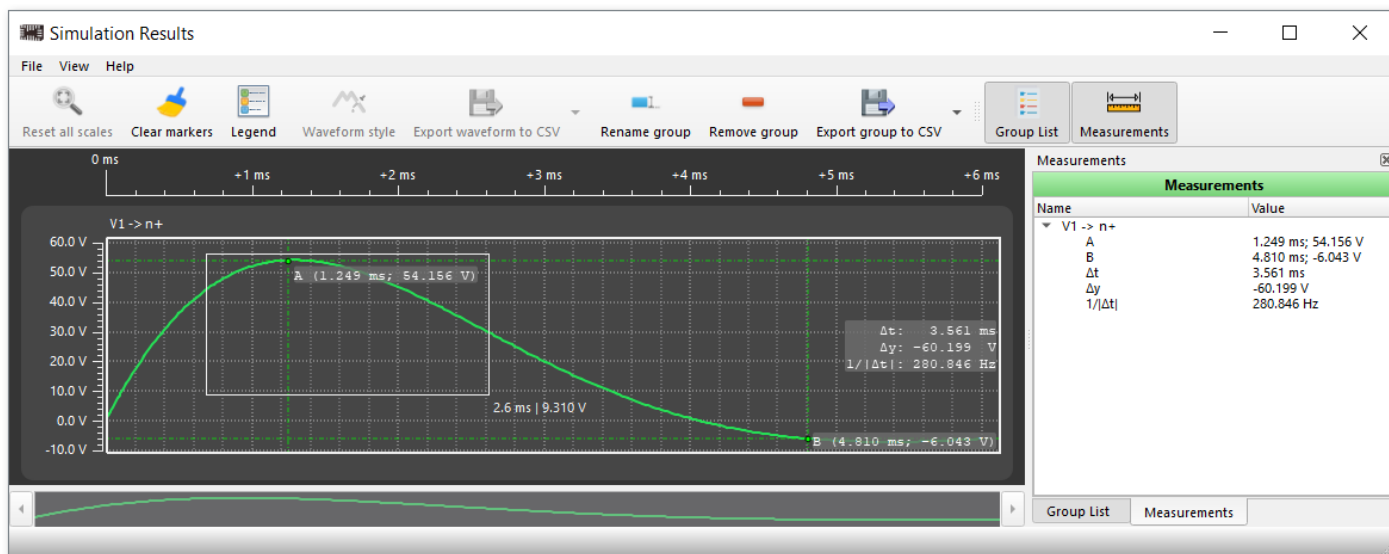 Simulation Results
File View Help
Reset all scales Clear markers Legend Waveform style Export waveform to CSV Rename group Remove group Export group to CSV Group List Measurements
0 ms +1 ms +2 ms +3 ms +4 ms +5 ms +6 ms
V1 -> n+
60.0 V
50.0 V
40.0 V
30.0 V
20.0 V
10.0 V
0.0 V
-10.0 V
A (1.249 ms; 54.156 V)
Δt: 3.561 ms
Δy: -60.199 V
1/|Δt|: 280.846 Hz
2.6 ms | 9.310 V
B (4.810 ms; -6.043 V)
Measurements
Measurements
Name Value
V1 -> n+
A 1.249 ms; 54.156 V
B 4.810 ms; -6.043 V
Δt 3.561 ms
Δy -60.199 V
1/|Δt| 280.846 Hz
Group List Measurements